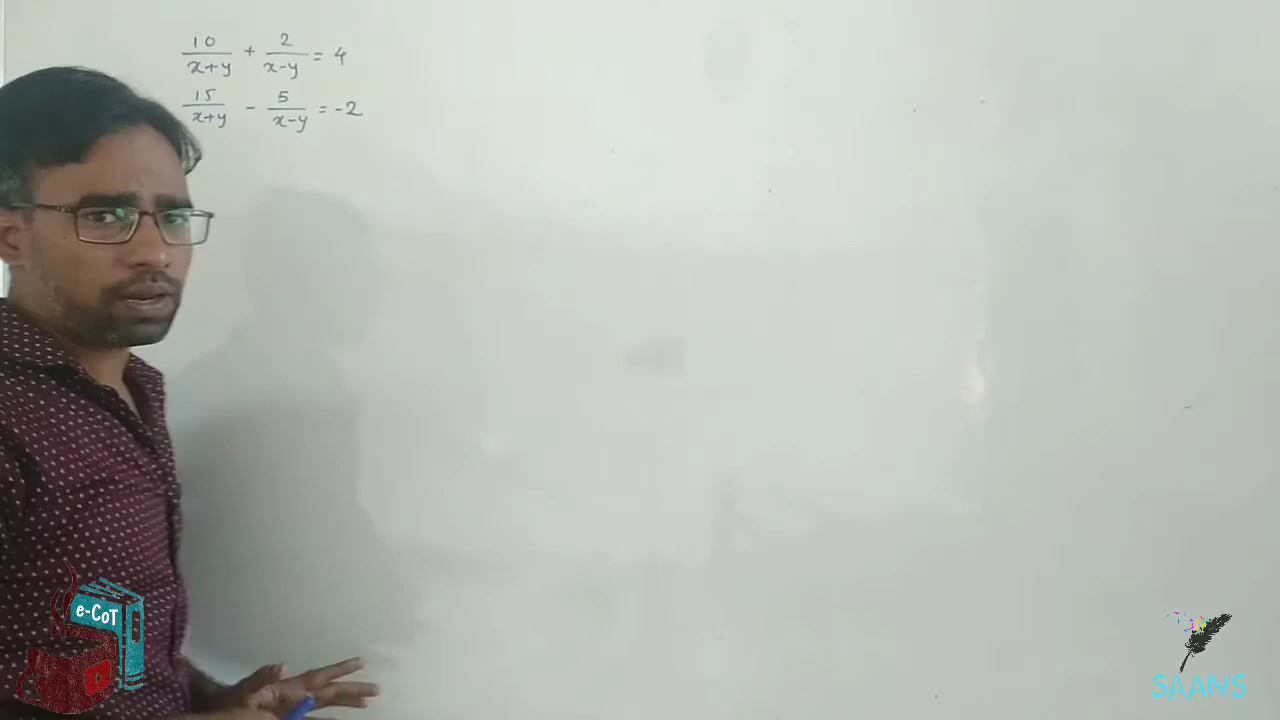 10/(x+y) + 2/(x-y) = 4
15/(x+y) - 5/(x-y) = -2
e-CoT
SAANS